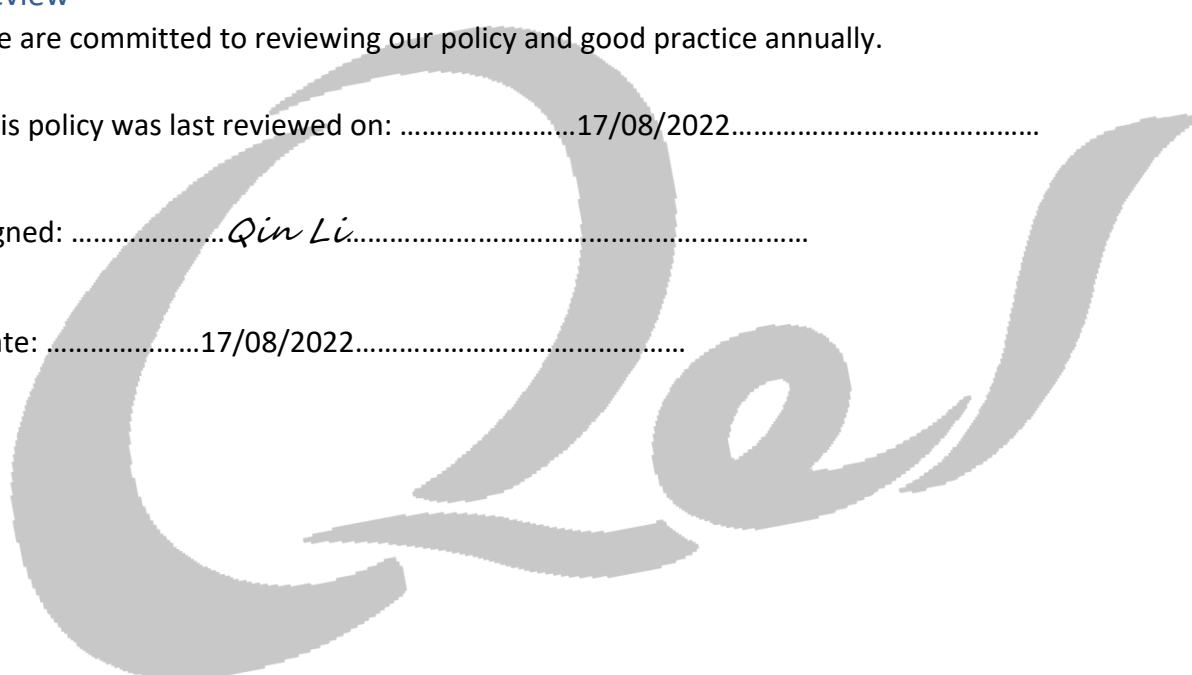 eview
e are committed to reviewing our policy and good practice annually.
is policy was last reviewed on: ……………………17/08/2022……………………………………
gned: …………………Qin Li………………………………………………………
ate: …………………17/08/2022………………………………………
Qel